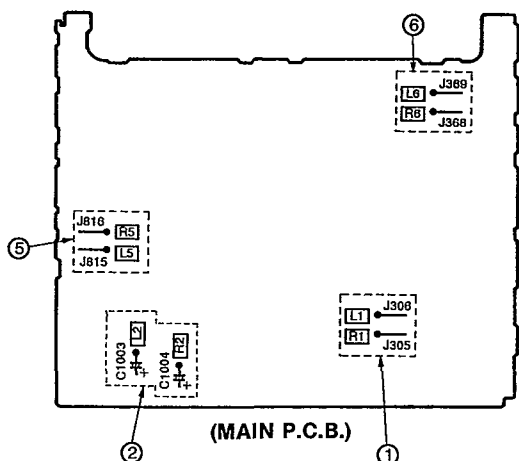 ⑥
L6 J369
R6 J368
J816 R5
⑤
J815 L5
L1 J306
R1 J305
C1003 L2
C1004 R2
+
+
(MAIN P.C.B.)
②
①